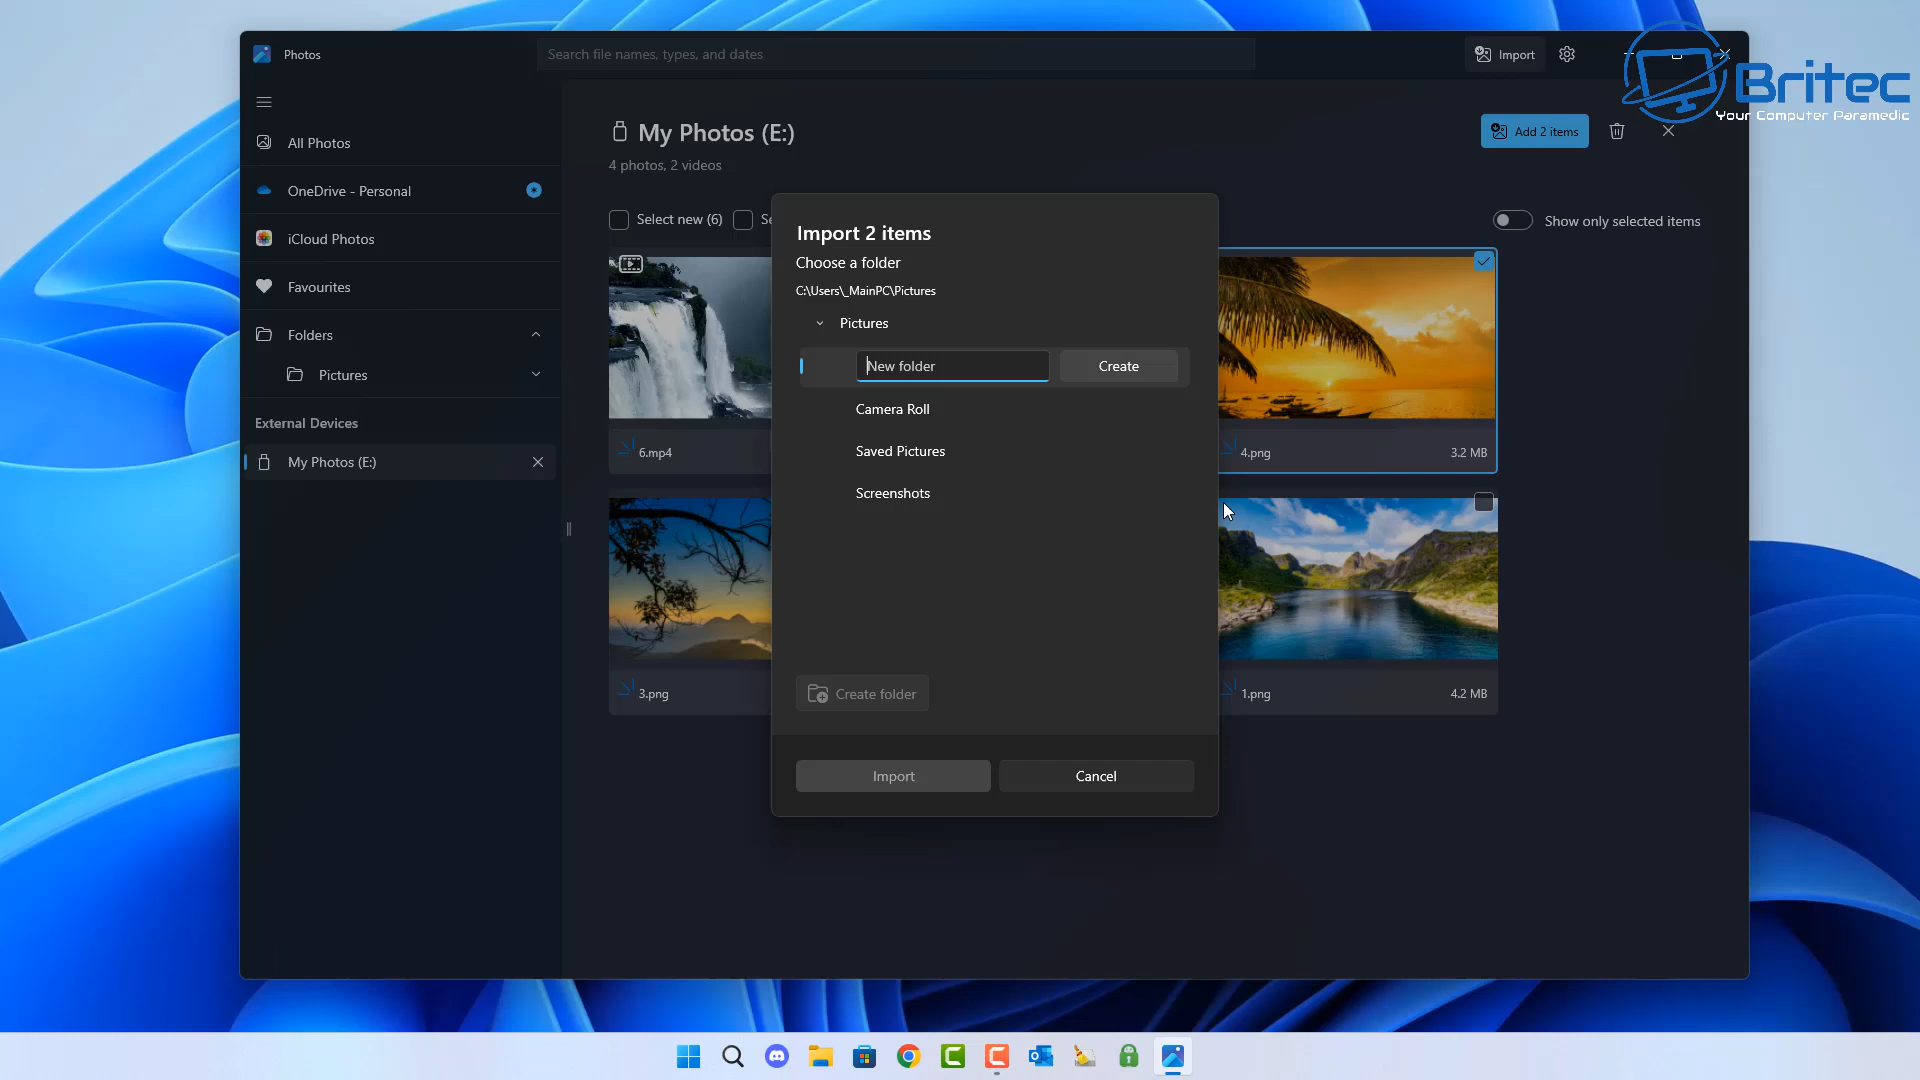 Photos
Search file names, types, and dates
Import
Britec
Your Computer Paramedic
All Photos
OneDrive - Personal
iCloud Photos
Favourites
Folders
Pictures
External Devices
My Photos (E:)
My Photos (E:)
4 photos, 2 videos
Add 2 items
Select new (6)
Se
Show only selected items
6.mp4
4.png
3.2 MB
3.png
1.png
4.2 MB
Import 2 items
Choose a folder
C:\Users\_MainPC\Pictures
Pictures
New folder
Create
Camera Roll
Saved Pictures
Screenshots
Create folder
Import
Cancel